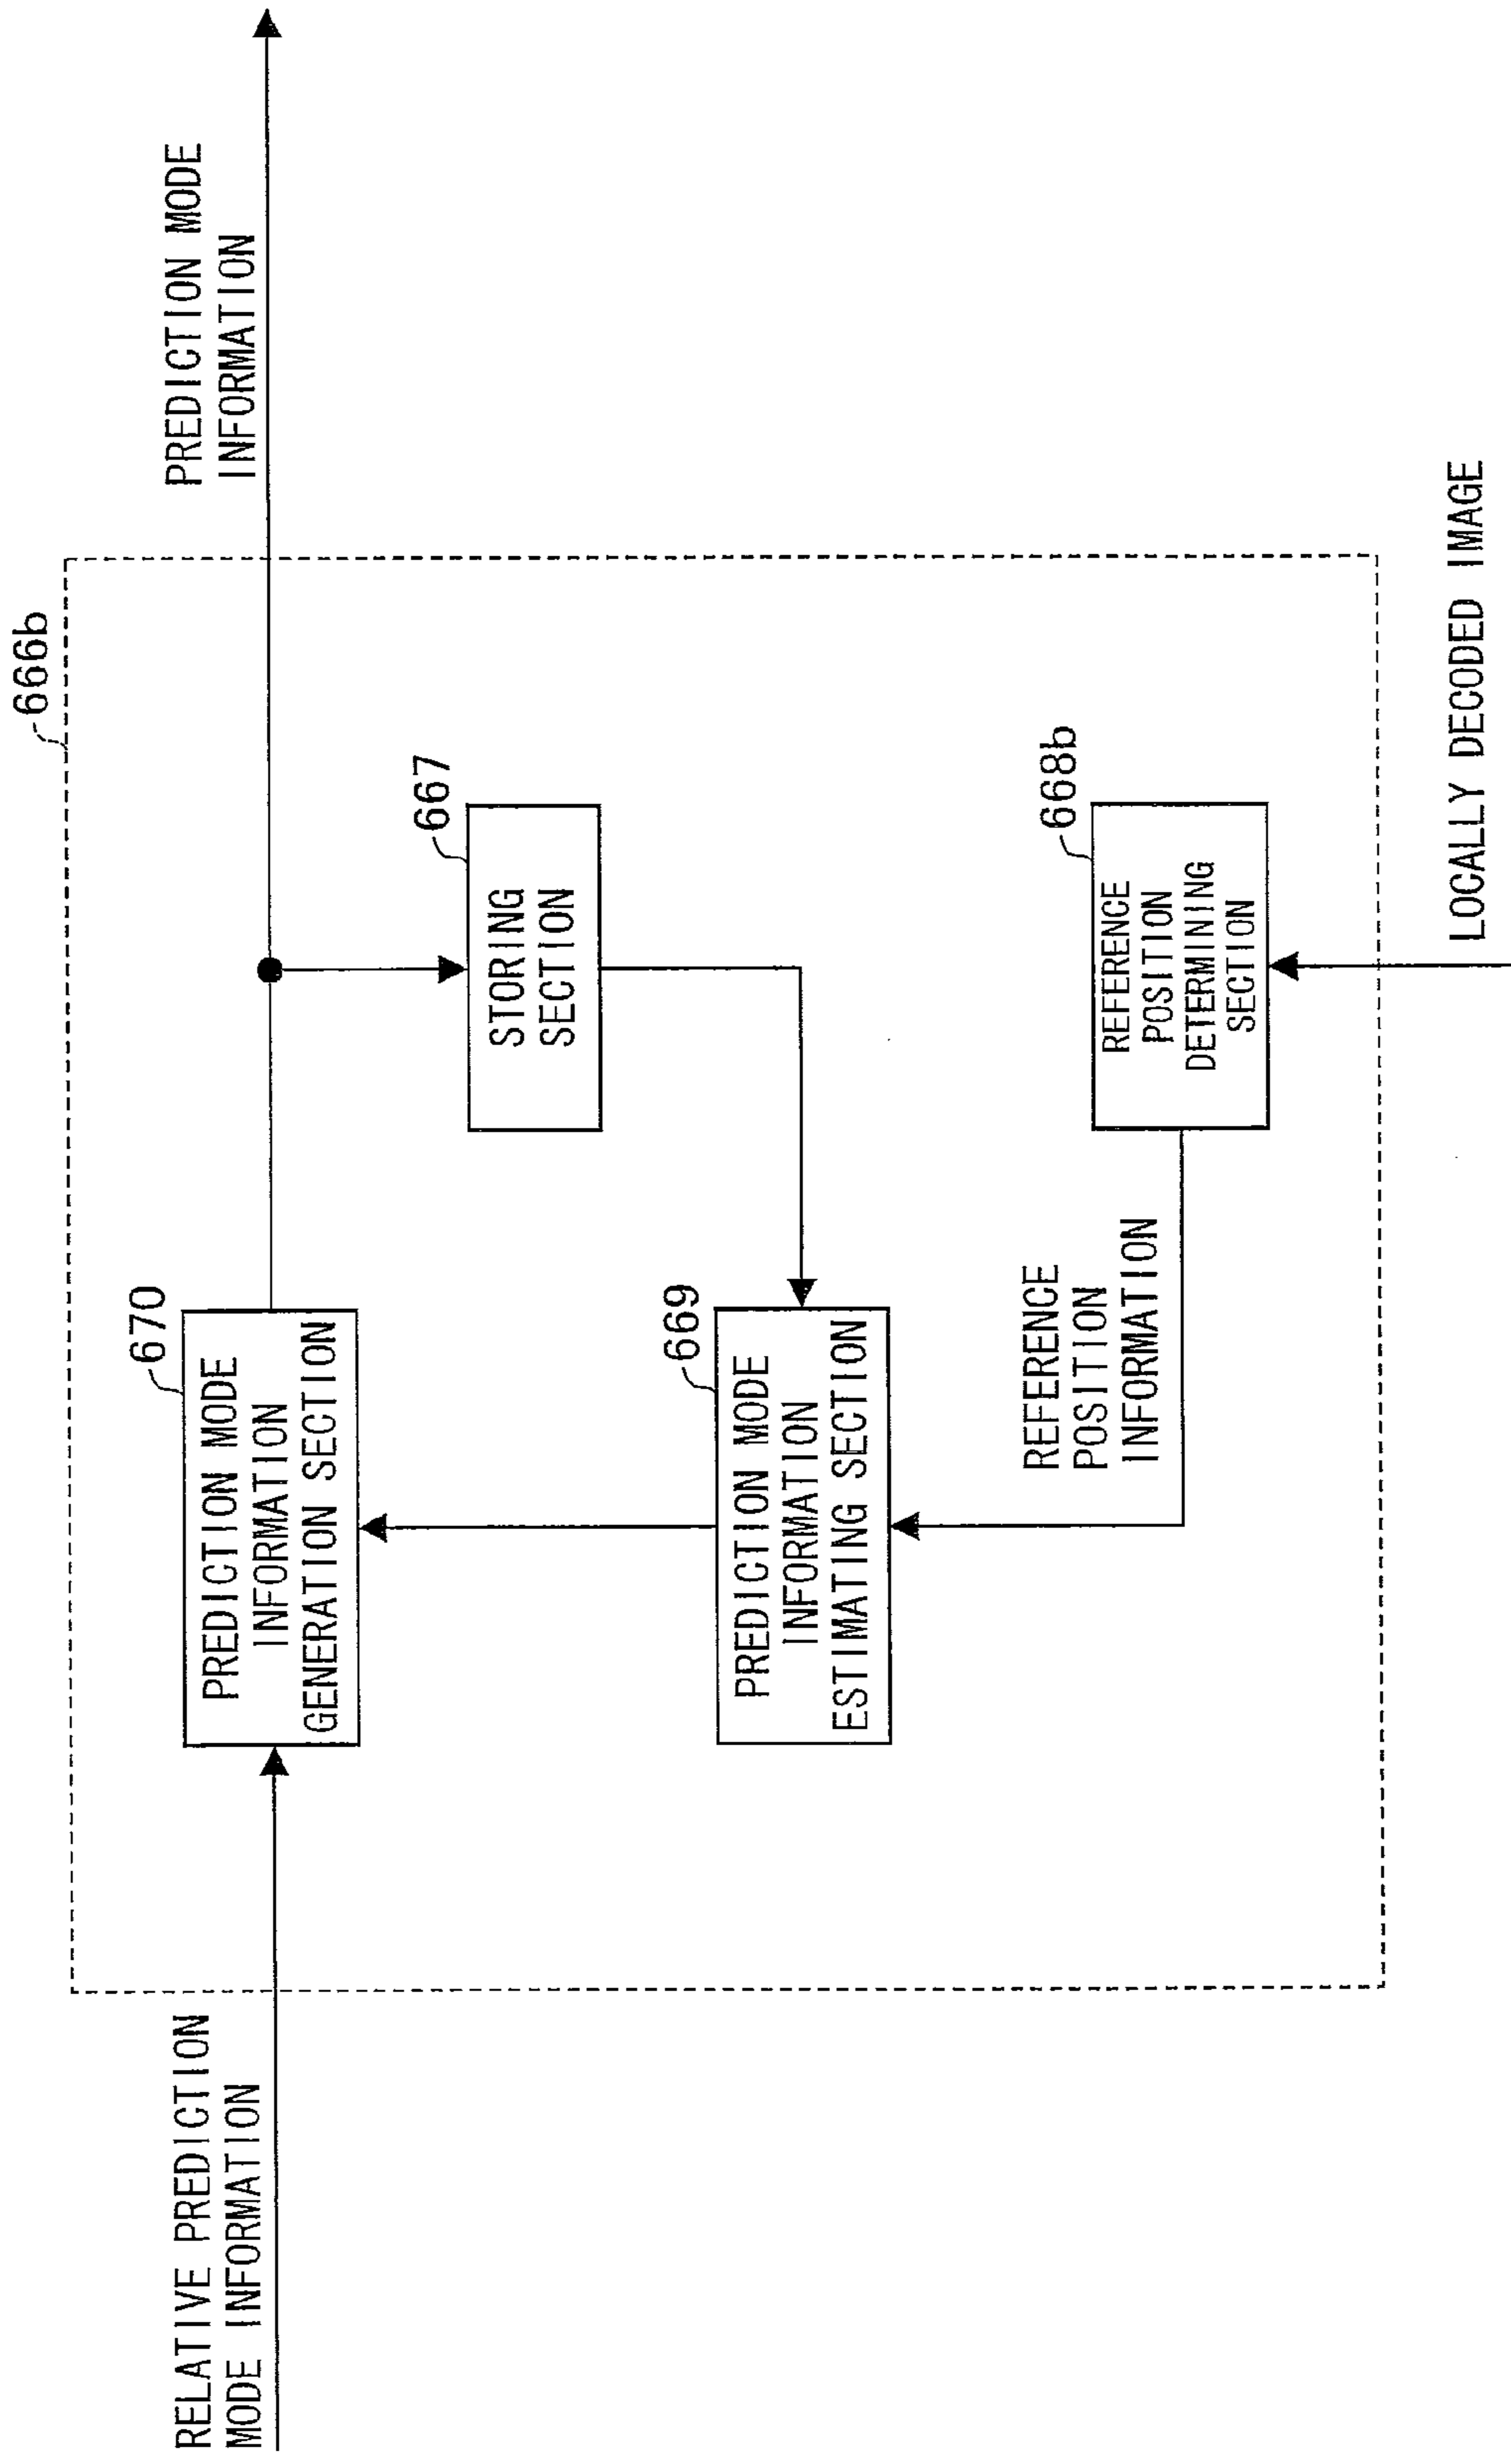 666b
RELATIVE PREDICTION
MODE INFORMATION
670
PREDICTION MODE
INFORMATION
GENERATION SECTION
PREDICTION MODE
INFORMATION
667
STORING
SECTION
669
PREDICTION MODE
INFORMATION
ESTIMATING SECTION
REFERENCE
POSITION
INFORMATION
668b
REFERENCE
POSITION
DETERMINING
SECTION
LOCALLY DECODED IMAGE